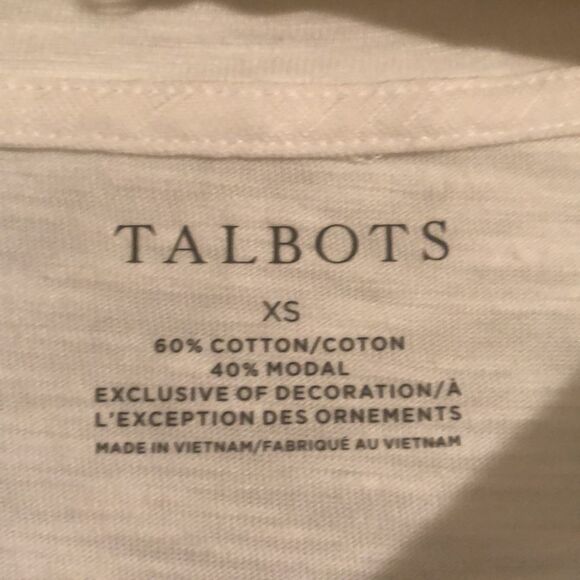 TALBOTS
XS
60% COTTON/COTON
40% MODAL
EXCLUSIVE OF DECORATION/À
L'EXCEPTION DES ORNEMENTS
MADE IN VIETNAM/FABRIQUÉ AU VIETNAM